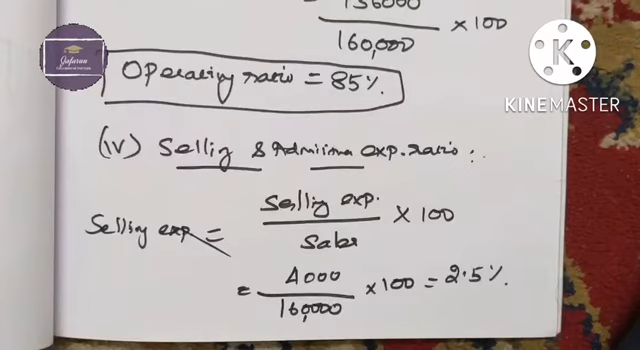 = 136000 / 160,000 × 100
Jafarun
KINEMASTER
Operating ratio = 85%.
(iv) Selling & Adminima exp. ratio :.
Selling exp = Selling exp. / Sales × 100
= 4000 / 160,000 × 100 = 2.5%.